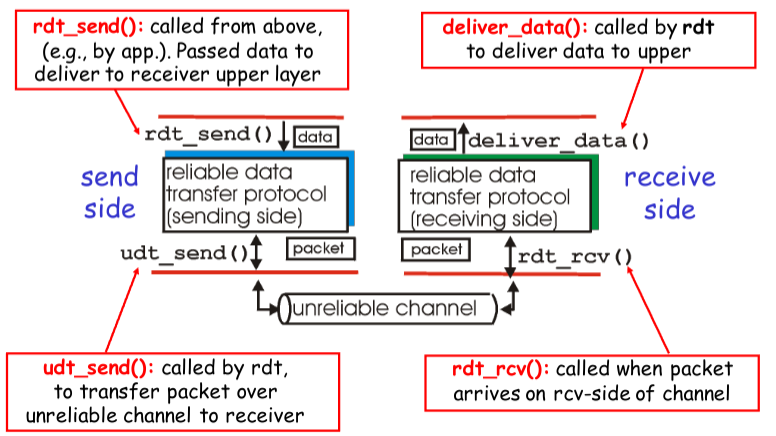 rdt_send(): called from above,
(e.g., by app.). Passed data to
deliver to receiver upper layer
deliver_data(): called by rdt
to deliver data to upper
rdt_send()
data
data
deliver_data()
send
side
reliable data
transfer protocol
(sending side)
reliable data
transfer protocol
(receiving side)
receive
side
udt_send()
packet
packet
rdt_rcv()
unreliable channel
udt_send(): called by rdt,
to transfer packet over
unreliable channel to receiver
rdt_rcv(): called when packet
arrives on rcv-side of channel